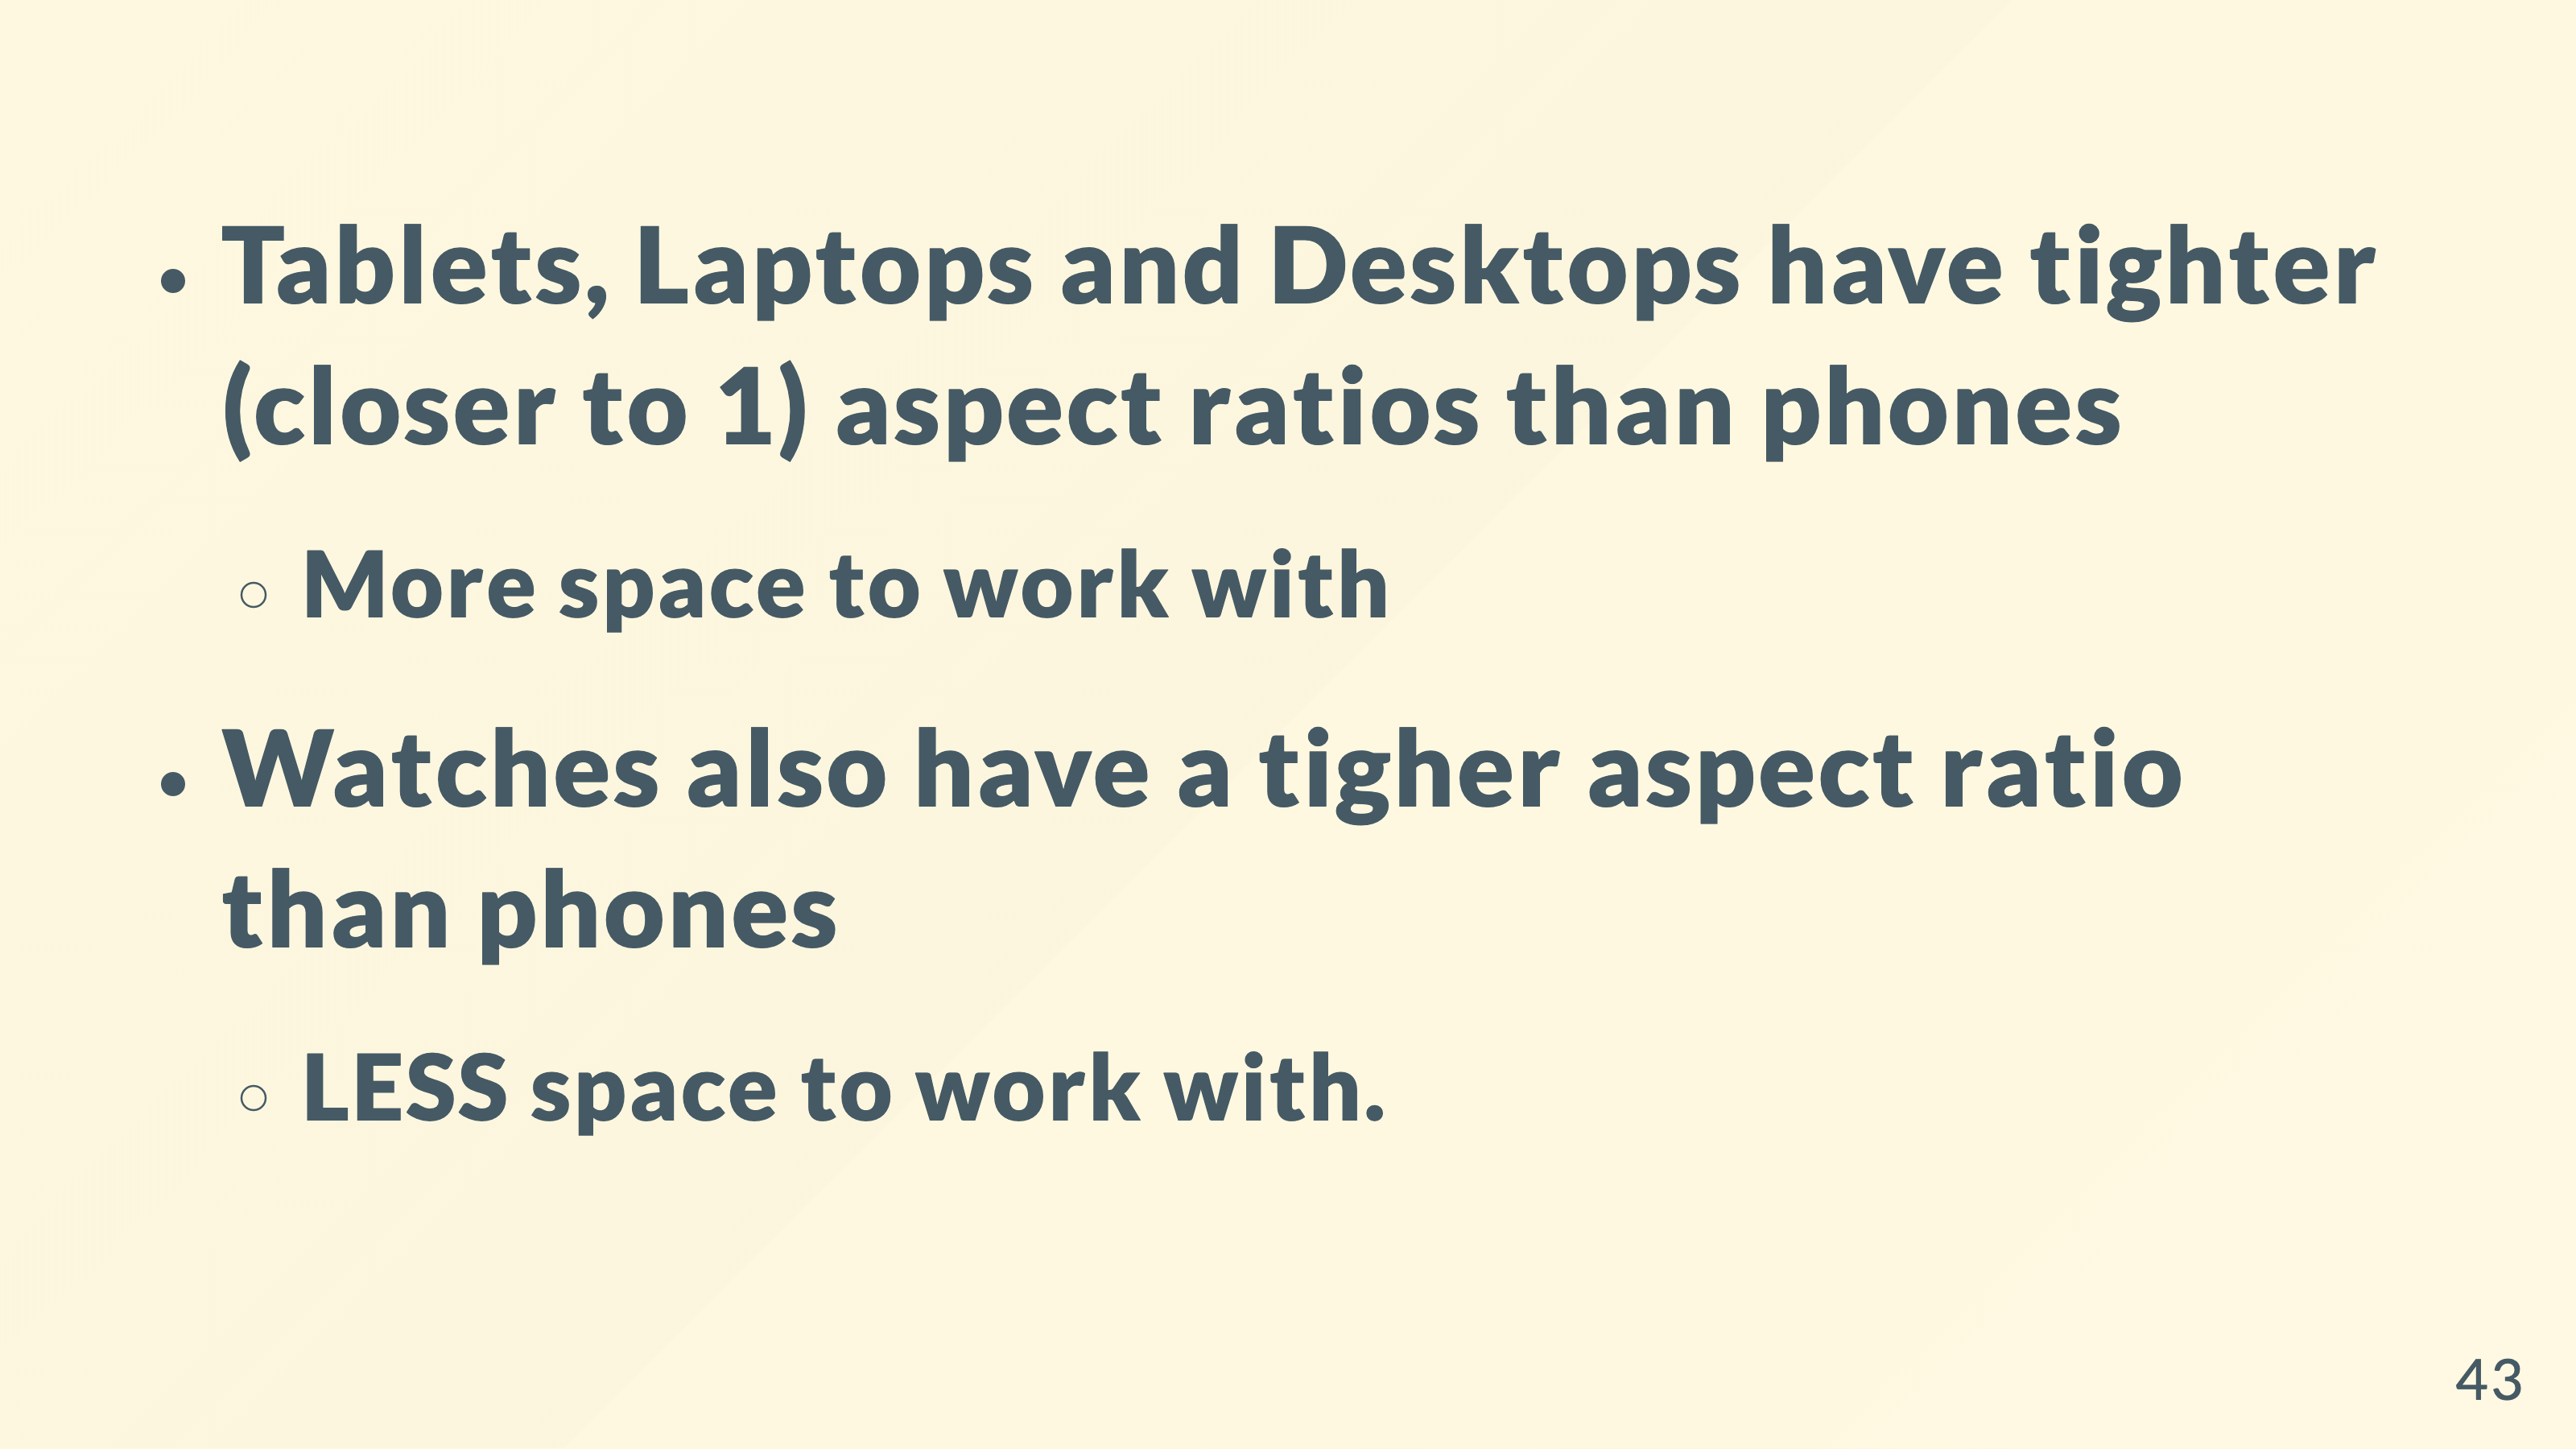 • Tablets, Laptops and Desktops have tighter
(closer to 1) aspect ratios than phones
○ More space to work with
• Watches also have a tigher aspect ratio
than phones
○ LESS space to work with.
43